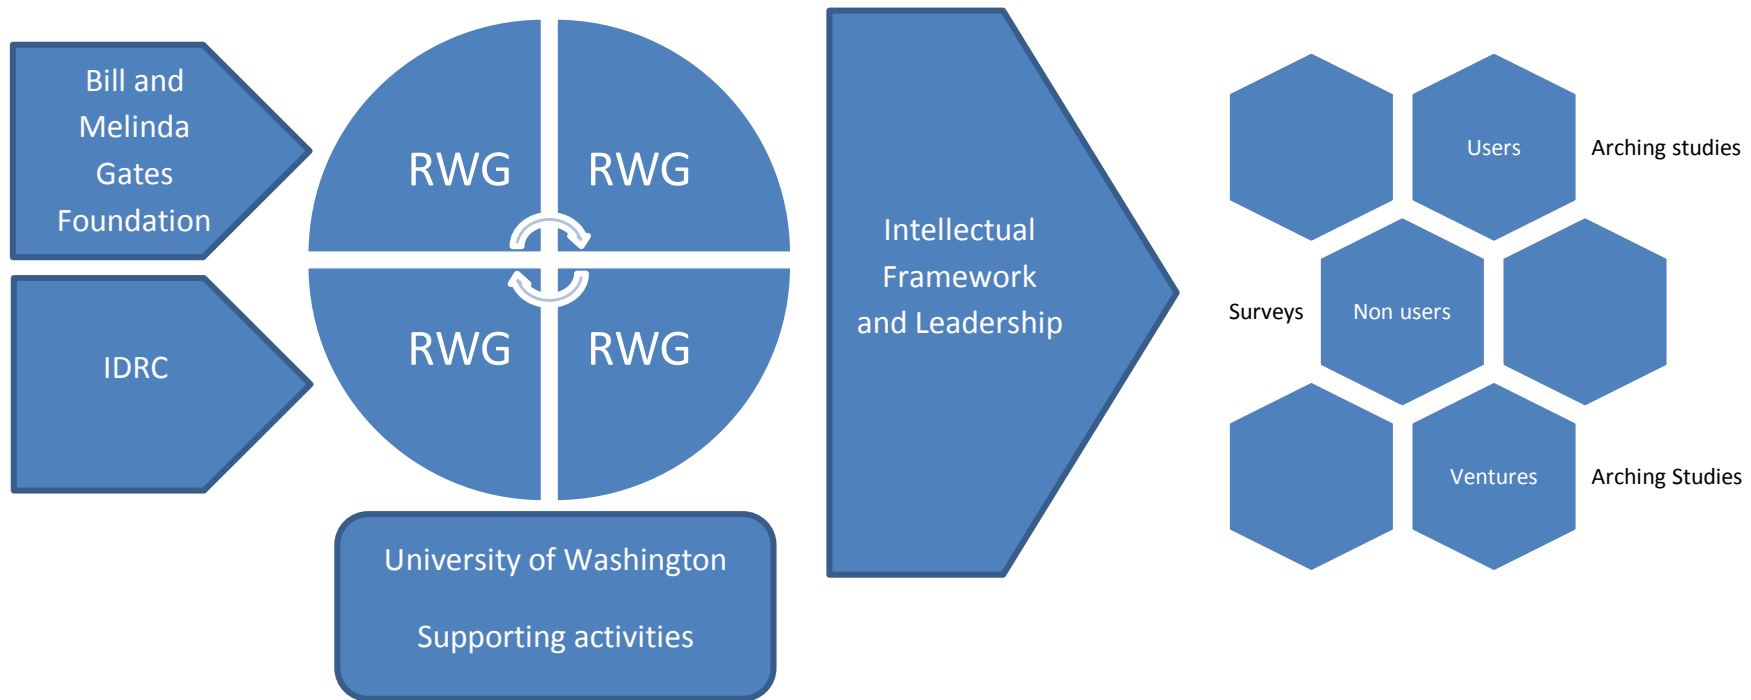 Bill and
Melinda
Gates
Foundation
IDRC
RWG
RWG
RWG
RWG
University of Washington
Supporting activities
Intellectual
Framework
and Leadership
Users
Arching studies
Surveys
Non users
Ventures
Arching Studies